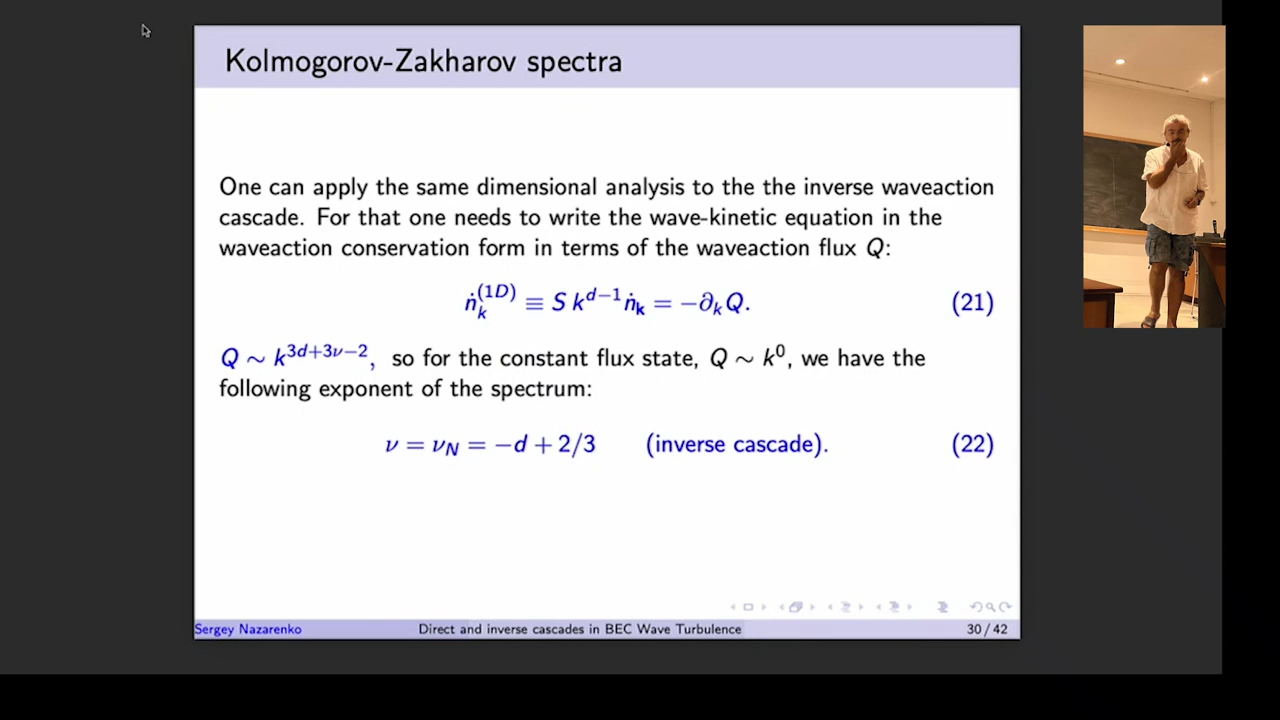 Kolmogorov-Zakharov spectra
One can apply the same dimensional analysis to the the inverse waveaction
cascade. For that one needs to write the wave-kinetic equation in the
waveaction conservation form in terms of the waveaction flux Q:
ṅ_k^{(1D)} ≡ S k^{d−1} ṅ_𝐤 = −∂_k Q. (21)
Q ∼ k^{3d+3ν−2}, so for the constant flux state, Q ∼ k^0, we have the
following exponent of the spectrum:
ν = ν_N = −d + 2/3 (inverse cascade). (22)
Sergey Nazarenko Direct and inverse cascades in BEC Wave Turbulence 30 / 42